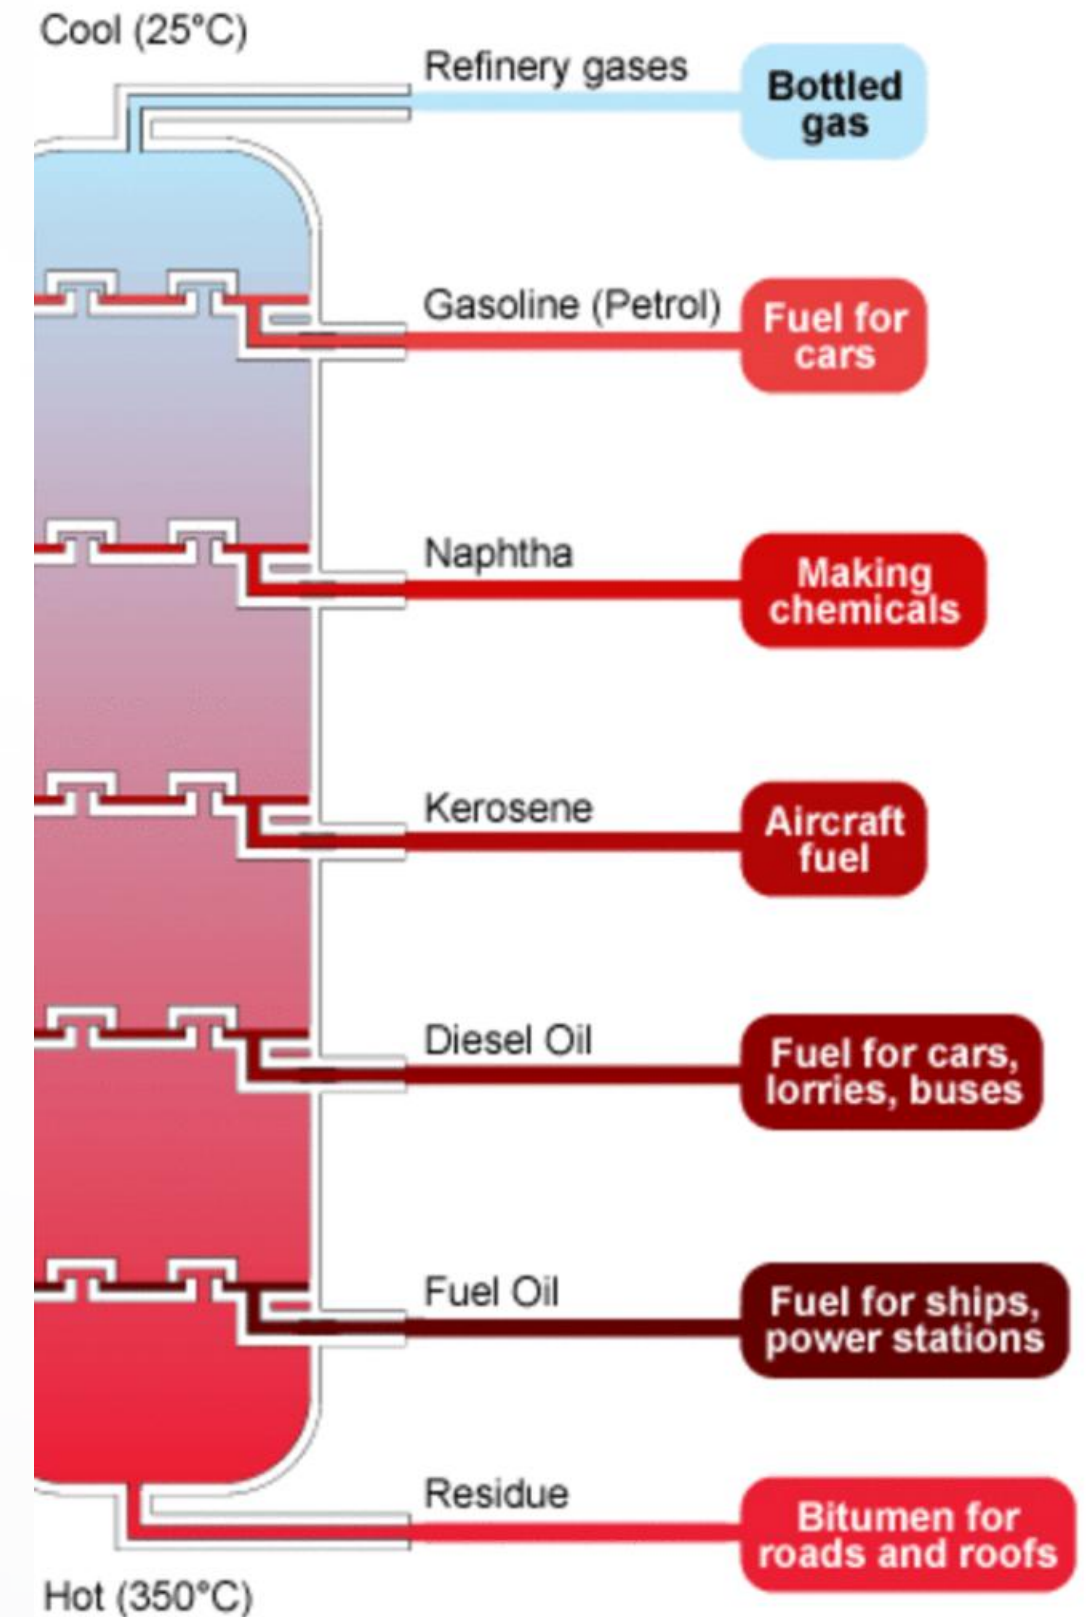 Cool (25°C)
Refinery gases
Bottled
gas
Gasoline (Petrol)
Fuel for
cars
Naphtha
Making
chemicals
Kerosene
Aircraft
fuel
Diesel Oil
Fuel for cars,
lorries, buses
Fuel Oil
Fuel for ships,
power stations
Residue
Bitumen for
roads and roofs
Hot (350°C)